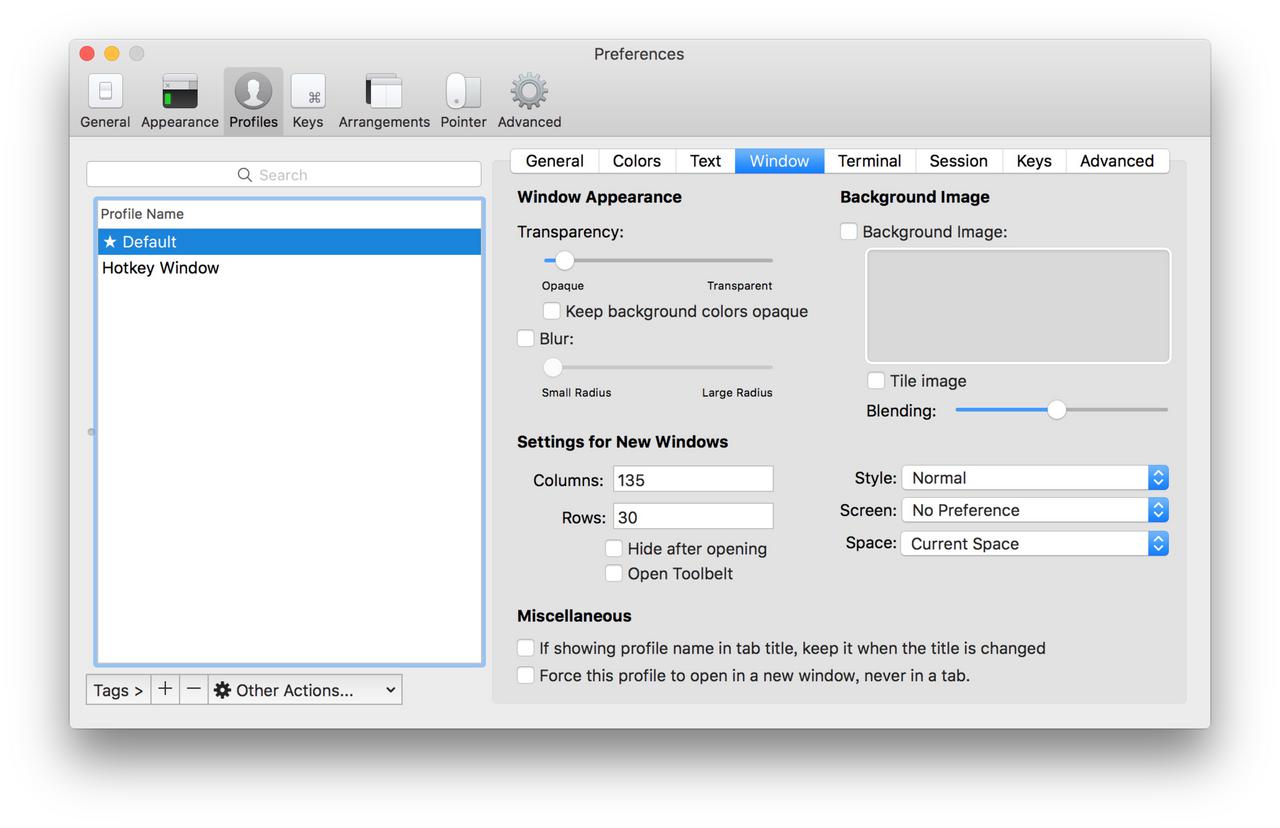 Preferences
General Appearance Profiles Keys Arrangements Pointer Advanced
Search
Profile Name
★ Default
Hotkey Window
Tags > + − Other Actions...
General Colors Text Window Terminal Session Keys Advanced
Window Appearance
Transparency:
Opaque Transparent
Keep background colors opaque
Blur:
Small Radius Large Radius
Background Image
Background Image:
Tile image
Blending:
Settings for New Windows
Columns: 135
Rows: 30
Hide after opening
Open Toolbelt
Style: Normal
Screen: No Preference
Space: Current Space
Miscellaneous
If showing profile name in tab title, keep it when the title is changed
Force this profile to open in a new window, never in a tab.